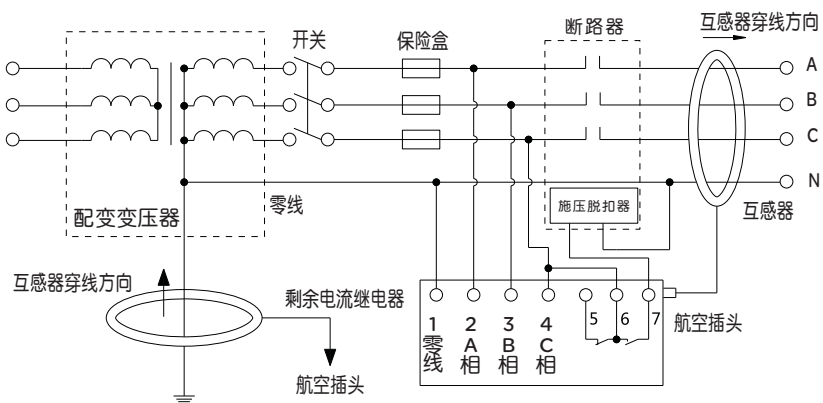 互感器穿线方向
断路器
开关
保险盒
A
B
C
N
施压脱扣器
互感器
零线
配变变压器
互感器穿线方向
剩余电流继电器
航空插头
航空插头
1
零
线
2
A
相
3
B
相
4
C
相
5
6
7